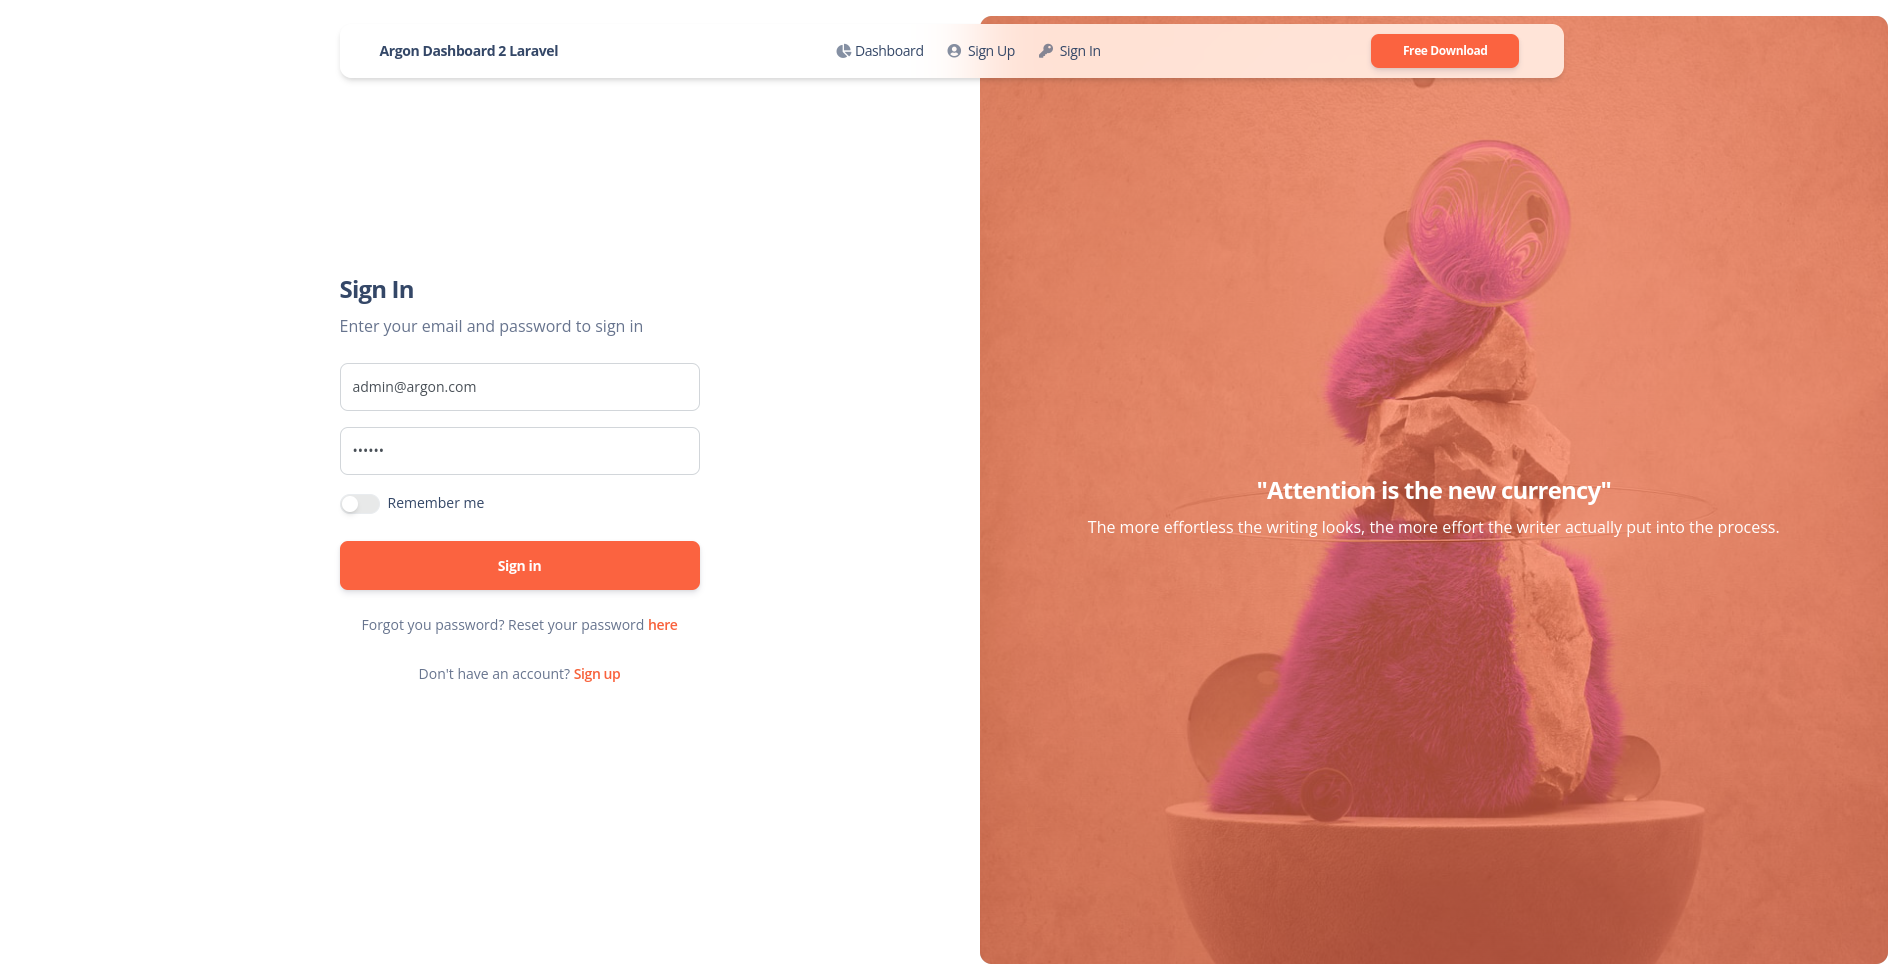 Argon Dashboard 2 Laravel
Dashboard
Sign Up
Sign In
Free Download
Sign In
Enter your email and password to sign in
admin@argon.com
••••••
Remember me
Sign in
Forgot you password? Reset your password here
Don't have an account? Sign up
"Attention is the new currency"
The more effortless the writing looks, the more effort the writer actually put into the process.